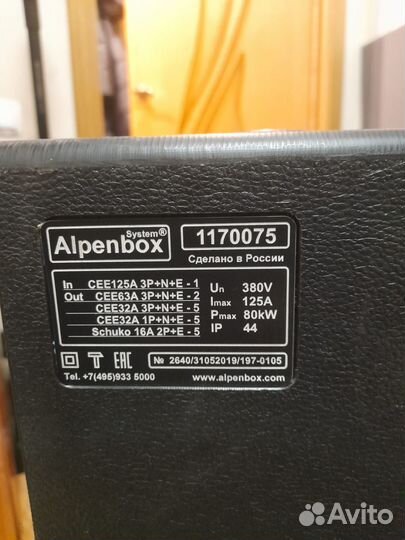 Alpenbox System®
1170075
Сделано в России
In CEE125A 3P+N+E - 1
Out CEE63A 3P+N+E - 2
CEE32A 3P+N+E - 5
CEE32A 1P+N+E - 5
Schuko 16A 2P+E - 5
Un 380V
Imax 125A
Pmax 80kW
IP 44
EAC
№ 2640/31052019/197-0105
Tel. +7(495)933 5000
www.alpenbox.com
Avito